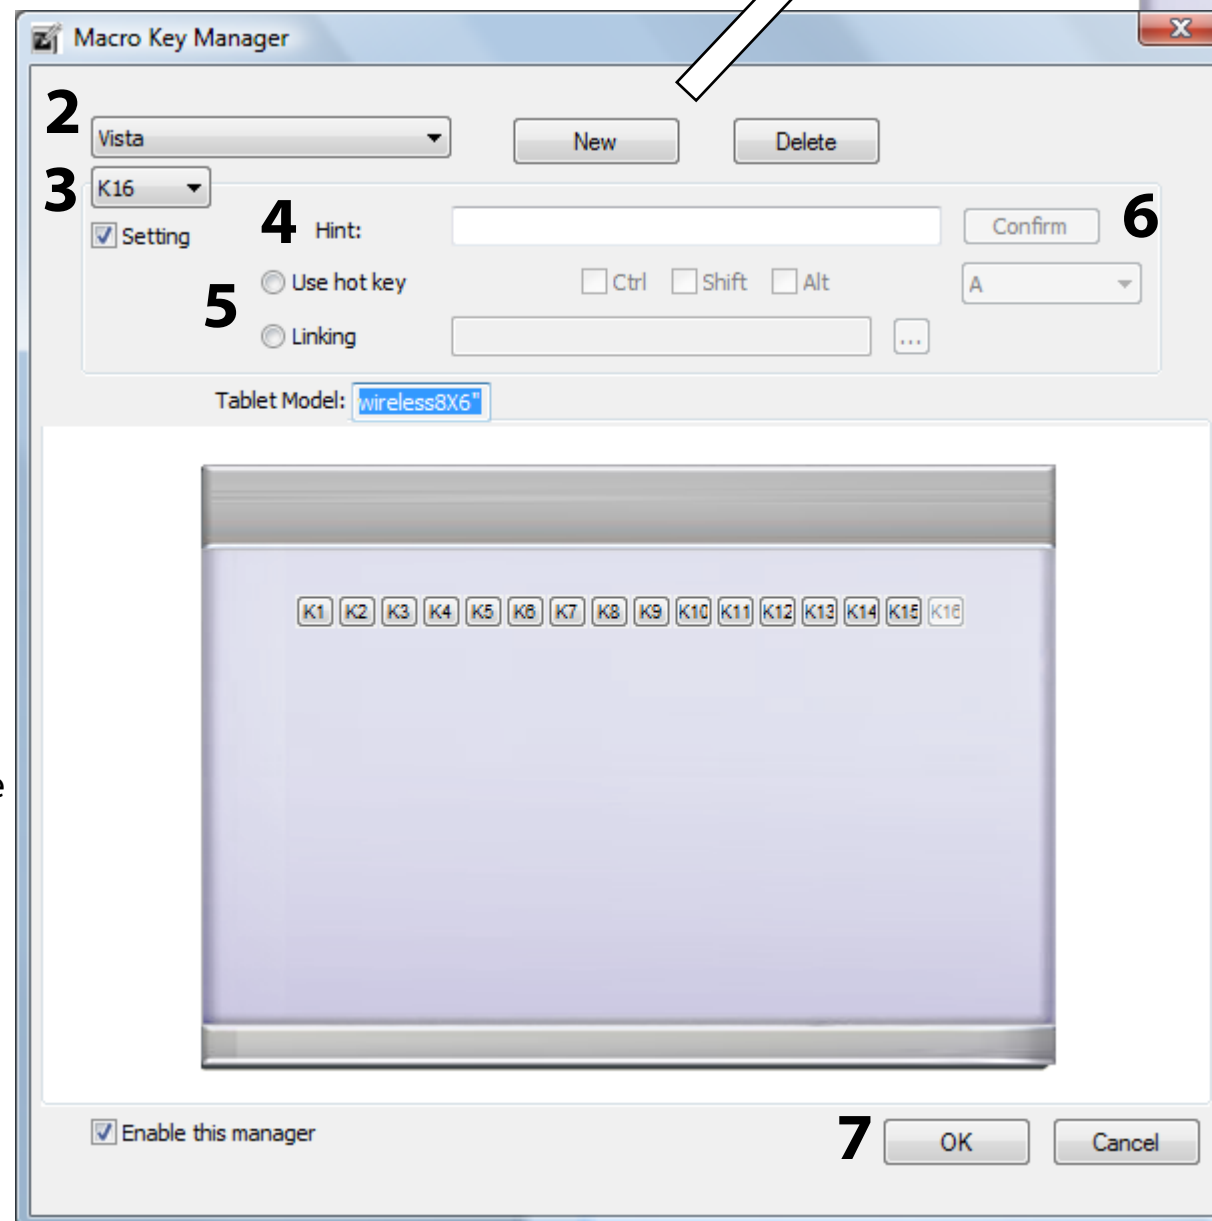 Macro Key Manager X
2 Vista New Delete
3 K16
Setting 4 Hint: Confirm 6
5 Use hot key Ctrl Shift Alt A
Linking ...
Tablet Model: wireless8X6"
K1 K2 K3 K4 K5 K6 K7 K8 K9 K10 K11 K12 K13 K14 K15 K16
e
Enable this manager 7 OK Cancel